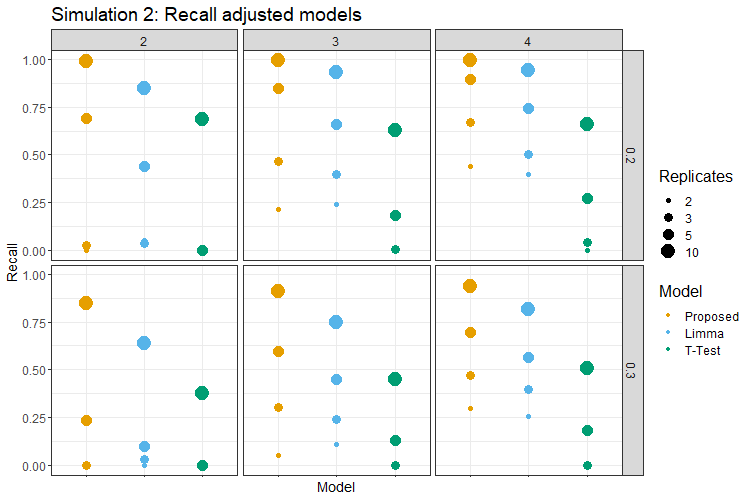 Simulation 2: Recall adjusted models
2 3 4
1.00
0.75
0.50
0.25
0.00
0.2
1.00
0.75
0.50
0.25
0.00
0.3
Recall
Model
Replicates
2
3
5
10
Model
Proposed
Limma
T-Test